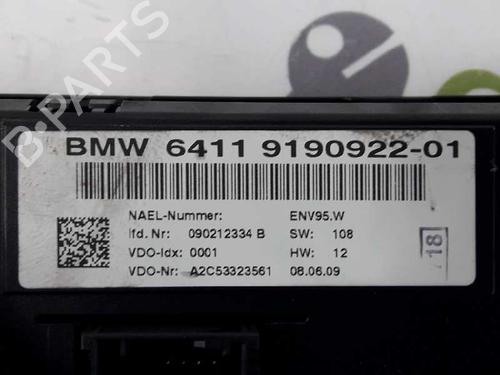 B-PARTS
BMW 6411 9190922-01
NAEL-Nummer: ENV95.W
lfd. Nr: 090212334 B SW: 108
VDO-Idx: 0001 HW: 12
VDO-Nr: A2C53323561 08.06.09
18